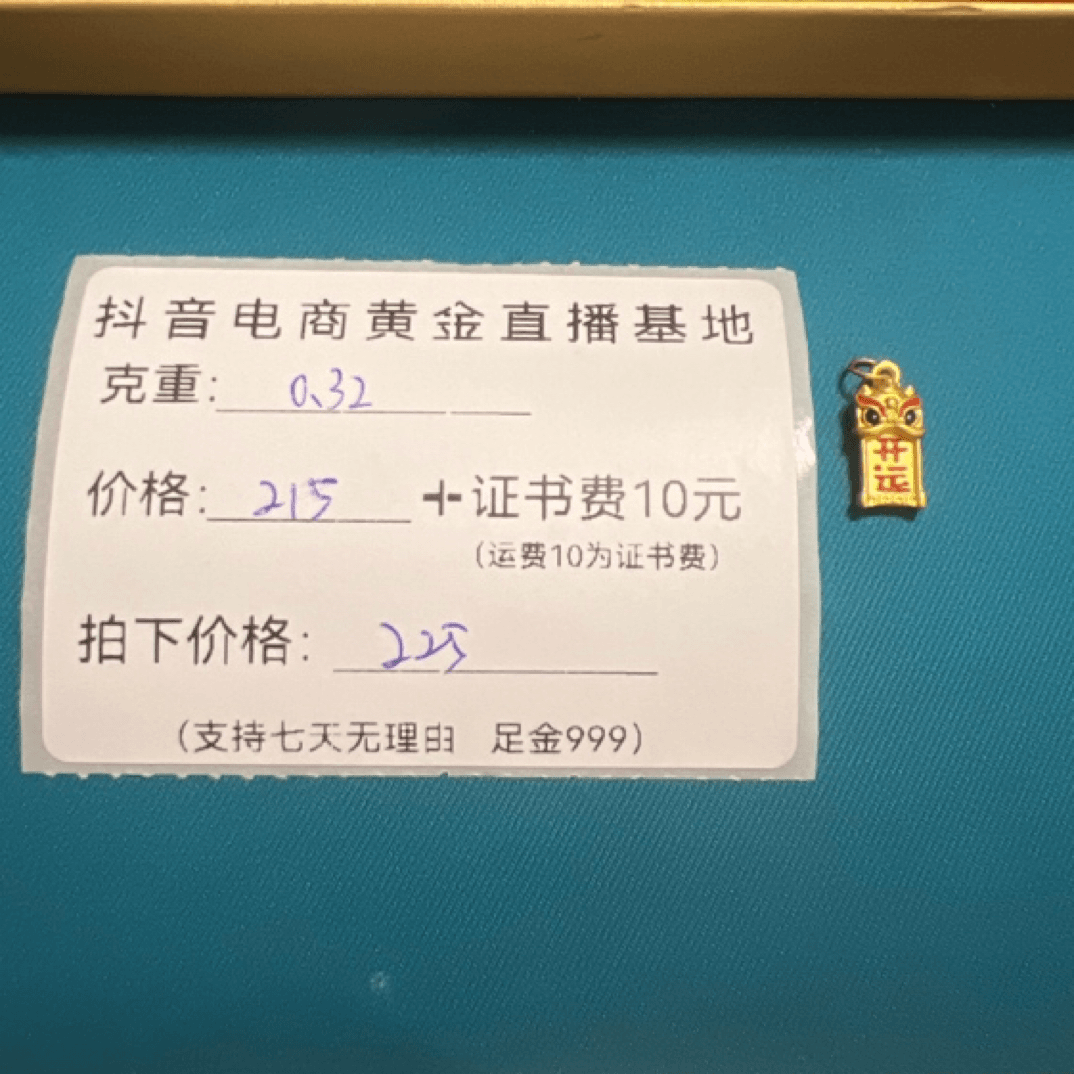 抖音电商黄金直播基地
克重: 0.32
价格: 215 +证书费10元
(运费10为证书费)
拍下价格: 225
(支持七天无理由 足金999)
开
运